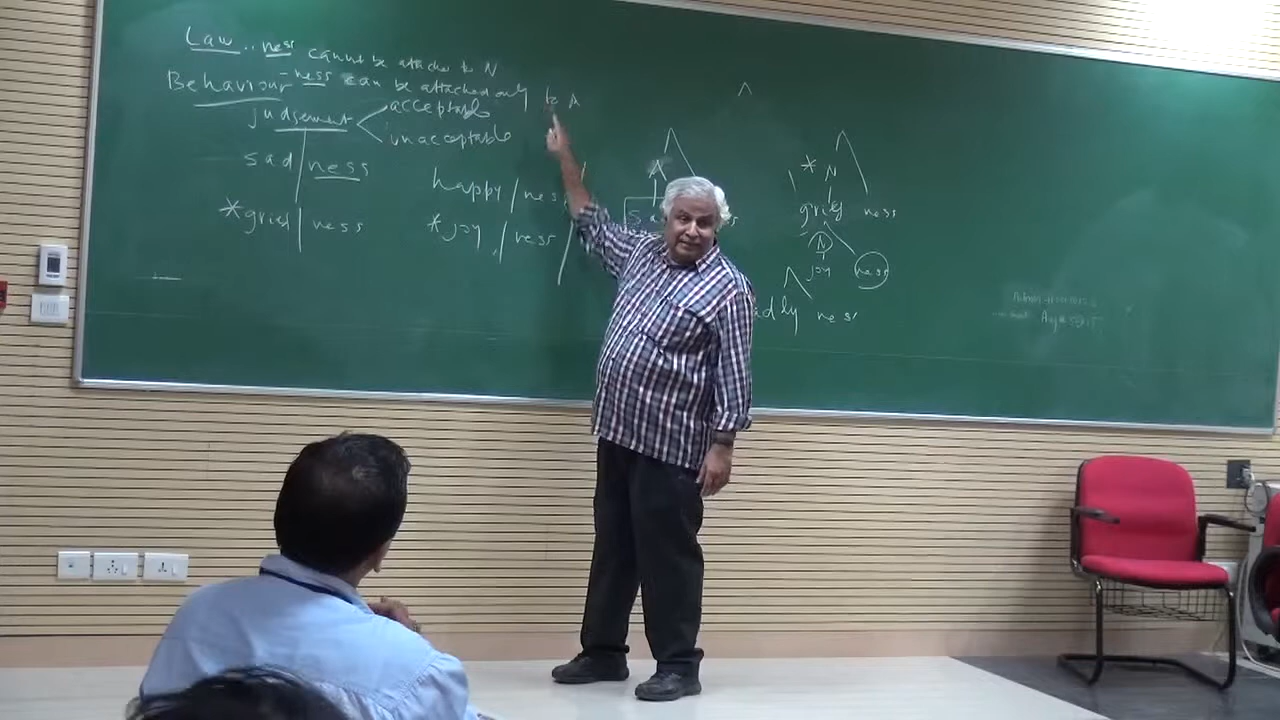 Law .. ness cannot be attached to N
Behaviour -ness can be attached only to A
judgement
acceptable
unacceptable
sad | ness
happy | ness
*grief | ness
*joy | ness
A
* N
grief ness
N
joy
ness
ness